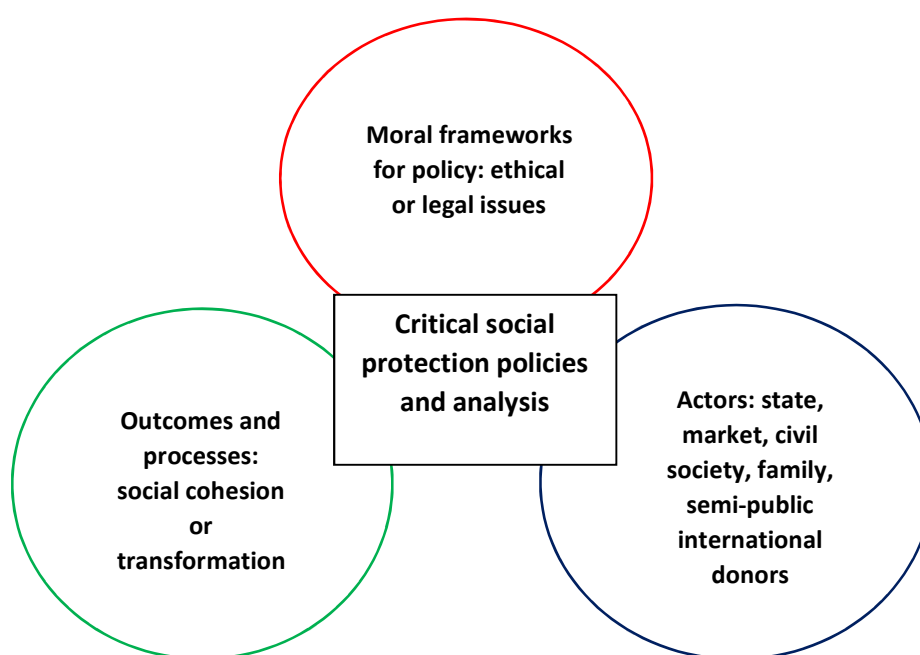 Moral frameworks
for policy: ethical
or legal issues
Critical social
protection policies
and analysis
Outcomes and
processes:
social cohesion
or
transformation
Actors: state,
market, civil
society, family,
semi-public
international
donors